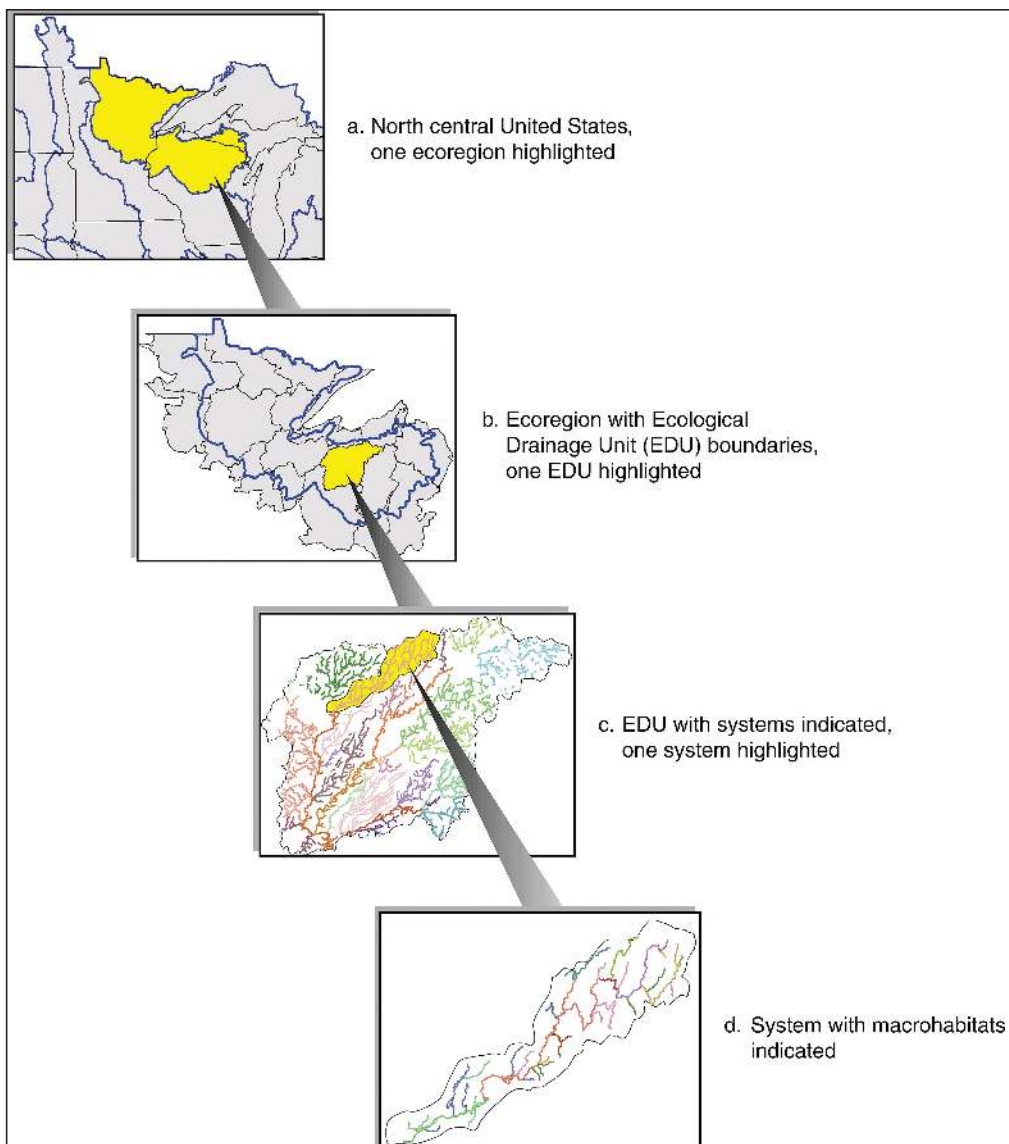 a. North central United States,
one ecoregion highlighted
b. Ecoregion with Ecological
Drainage Unit (EDU) boundaries,
one EDU highlighted
c. EDU with systems indicated,
one system highlighted
d. System with macrohabitats
indicated